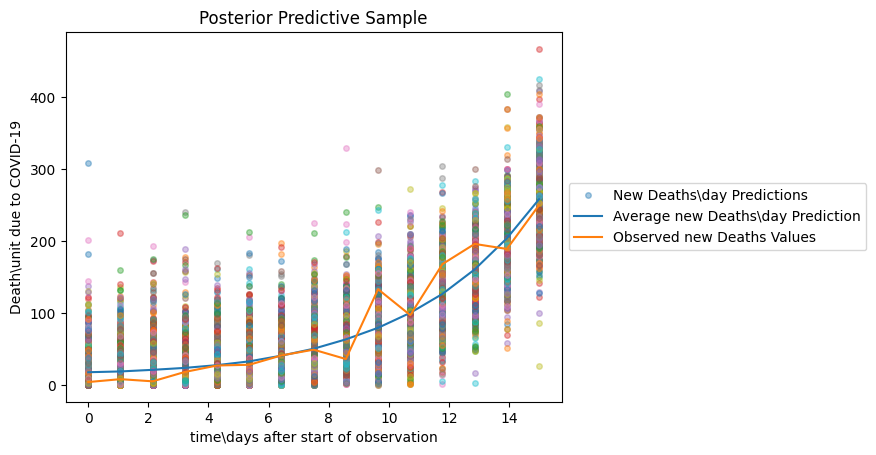 Posterior Predictive Sample
Death\unit due to COVID-19
400
300
200
100
0
0 2 4 6 8 10 12 14
time\days after start of observation
New Deaths\day Predictions
Average new Deaths\day Prediction
Observed new Deaths Values